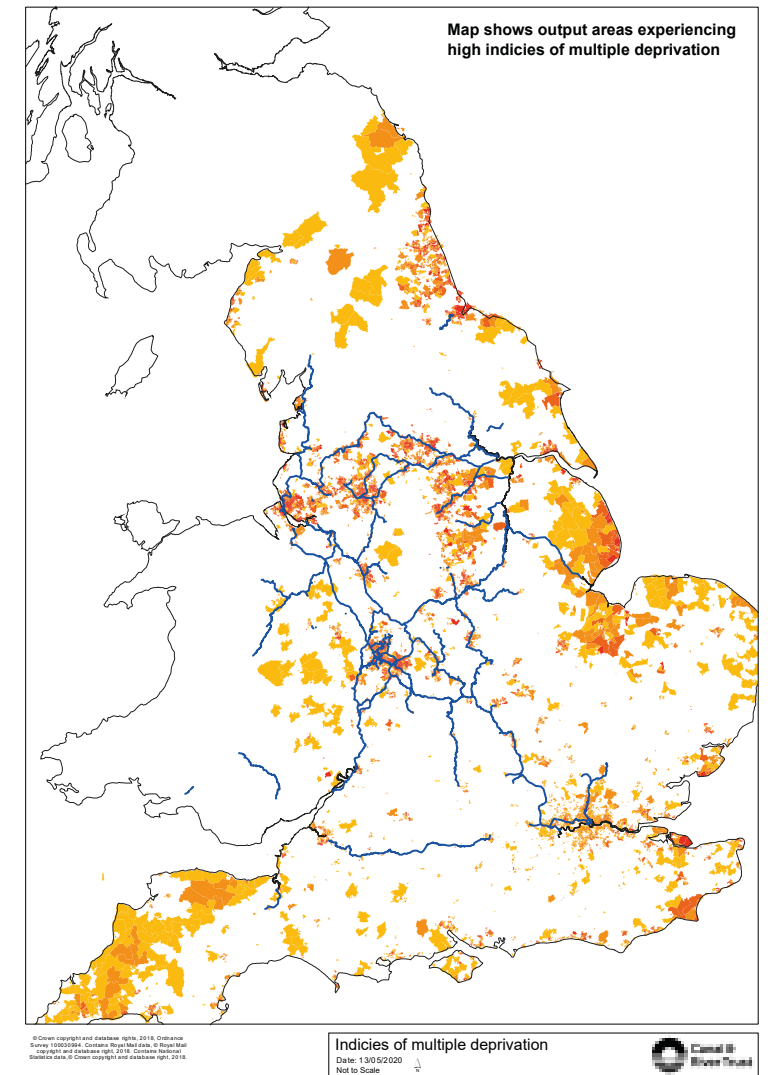 Map shows output areas experiencing
high indicies of multiple deprivation
© Crown copyright and database rights, 2018, Ordnance
Survey 100030994. Contains Royal Mail data, © Royal Mail
copyright and database right, 2018. Contains National
Statistics data, © Crown copyright and database right, 2018.
Indicies of multiple deprivation
Date: 13/05/2020
N
Not to Scale
Canal &
River Trust